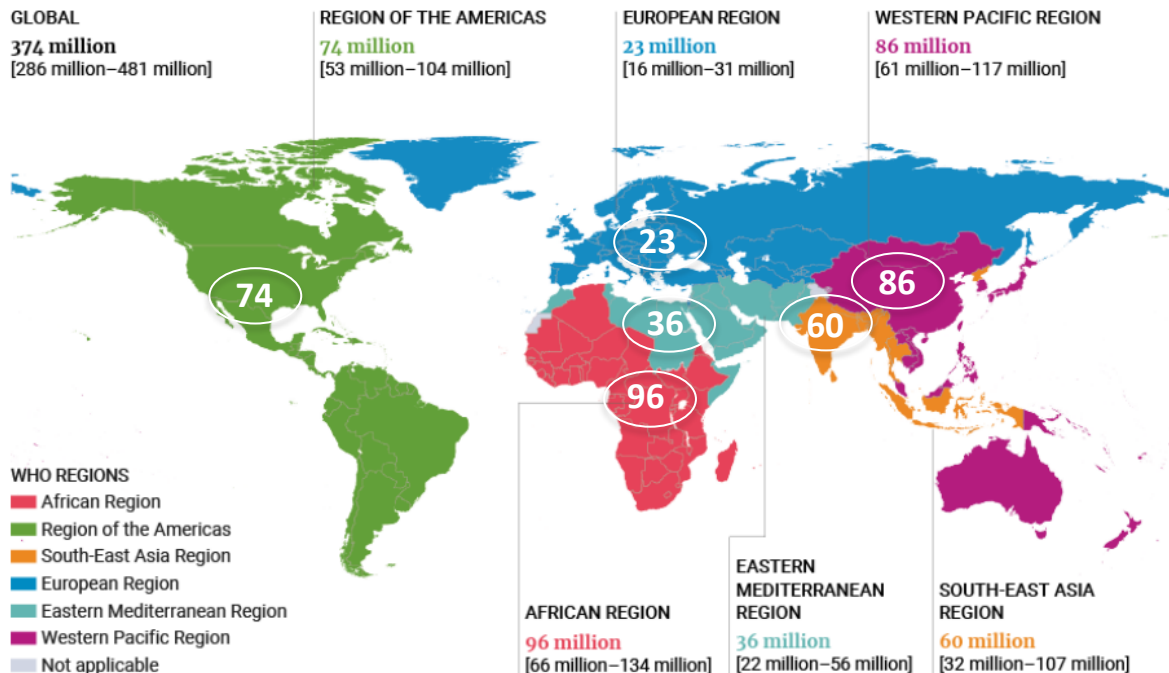 GLOBAL
374 million
[286 million–481 million]
REGION OF THE AMERICAS
74 million
[53 million–104 million]
EUROPEAN REGION
23 million
[16 million–31 million]
WESTERN PACIFIC REGION
86 million
[61 million–117 million]
23
74
86
36
60
96
WHO REGIONS
African Region
Region of the Americas
South-East Asia Region
European Region
Eastern Mediterranean Region
Western Pacific Region
Not applicable
AFRICAN REGION
96 million
[66 million–134 million]
EASTERN
MEDITERRANEAN
REGION
36 million
[22 million–56 million]
SOUTH-EAST ASIA
REGION
60 million
[32 million–107 million]